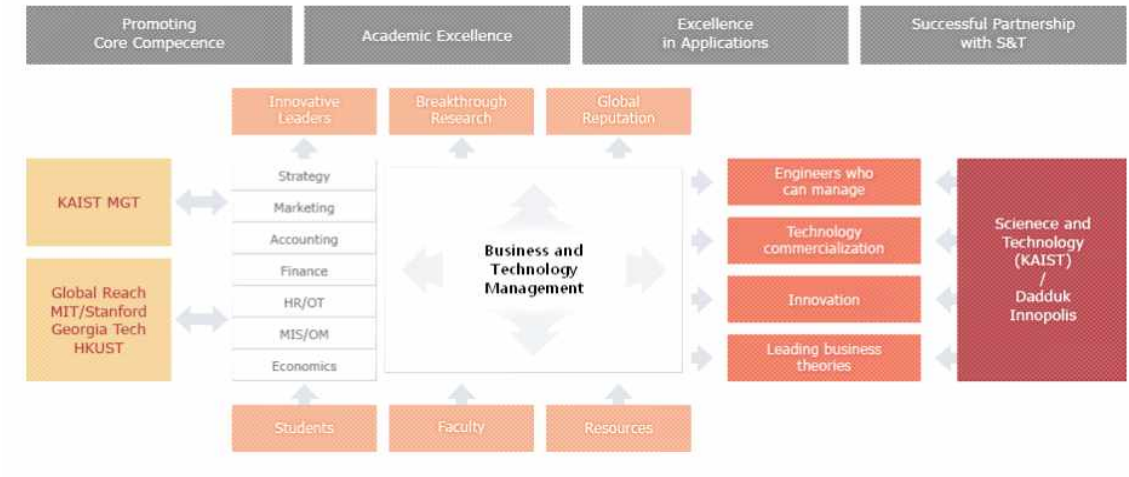 Promoting
Core Compecence
Academic Excellence
Excellence
in Applications
Successful Partnership
with S&T
Innovative
Leaders
Breakthrough
Research
Global
Reputation
KAIST MGT
Global Reach
MIT/Stanford
Georgia Tech
HKUST
Strategy
Marketing
Accounting
Finance
HR/OT
MIS/OM
Economics
Business and
Technology
Management
Engineers who
can manage
Technology
commercialization
Innovation
Leading business
theories
Scienece and
Technology
(KAIST)
/
Dadduk
Innopolis
Students
Faculty
Resources